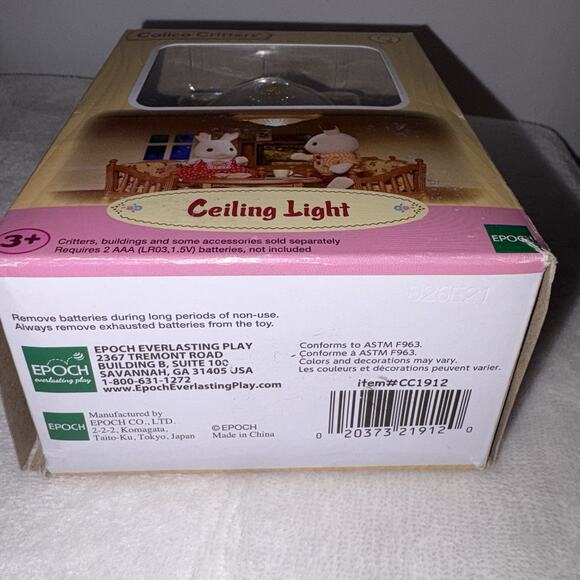 Calico Critters
Ceiling Light
3+
Critters, buildings and some accessories sold separately
Requires 2 AAA (LR03,1.5V) batteries, not included
EPOCH
Remove batteries during long periods of non-use.
Always remove exhausted batteries from the toy.
EPOCH
everlasting play
EPOCH EVERLASTING PLAY
2367 TREMONT ROAD
BUILDING B, SUITE 100
SAVANNAH, GA 31405 USA
1-800-631-1272
www.EpochEverlastingPlay.com
EPOCH
Manufactured by
EPOCH CO., LTD.
2-2-2, Komagata,
Taito-Ku, Tokyo, Japan
©EPOCH
Made in China
Conforms to ASTM F963.
Conforme à ASTM F963.
Colors and decorations may vary.
Les couleurs et décorations peuvent varier.
item#CC1912
0 20373 21912 0